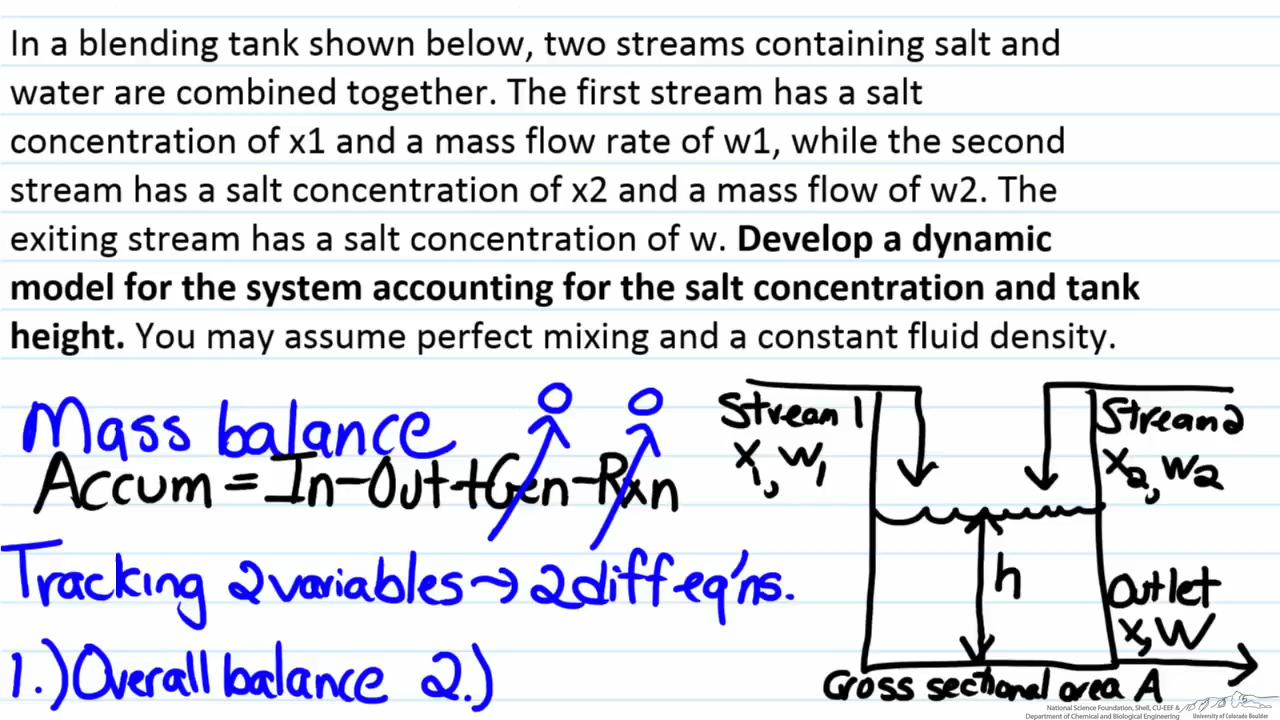 In a blending tank shown below, two streams containing salt and
water are combined together. The first stream has a salt
concentration of x1 and a mass flow rate of w1, while the second
stream has a salt concentration of x2 and a mass flow of w2. The
exiting stream has a salt concentration of w. Develop a dynamic
model for the system accounting for the salt concentration and tank
height. You may assume perfect mixing and a constant fluid density.
Mass balance
Accum = In-Out+Gen-Rxn
O O
Tracking 2 variables → 2 diff eq'ns.
1.) Overall balance 2.)
Stream 1
x₁, w₁
Stream 2
x₂, w₂
h
Outlet
x, w
Cross sectional area A
National Science Foundation, Shell, CU-EEF &
Department of Chemical and Biological Engineering
University of Colorado Boulder